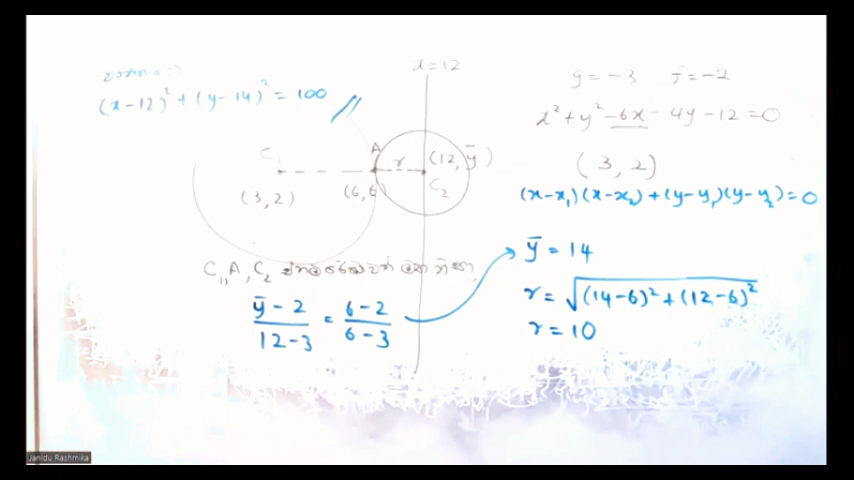 (x-12)² + (y-14)² = 100
x = 12
g = -3 f = -2
x² + y² - 6x - 4y - 12 = 0
(3, 2)
(x-x₁)(x-x₂) + (y-y₁)(y-y₂) = 0
C₁ A r (12, ȳ)
C₂
(3, 2) (6, 6)
C₁, A, C₂
(ȳ - 2)/(12 - 3) = (6 - 2)/(6 - 3)
ȳ = 14
r = √((14-6)² + (12-6)²)
r = 10
Janidu Rashmika